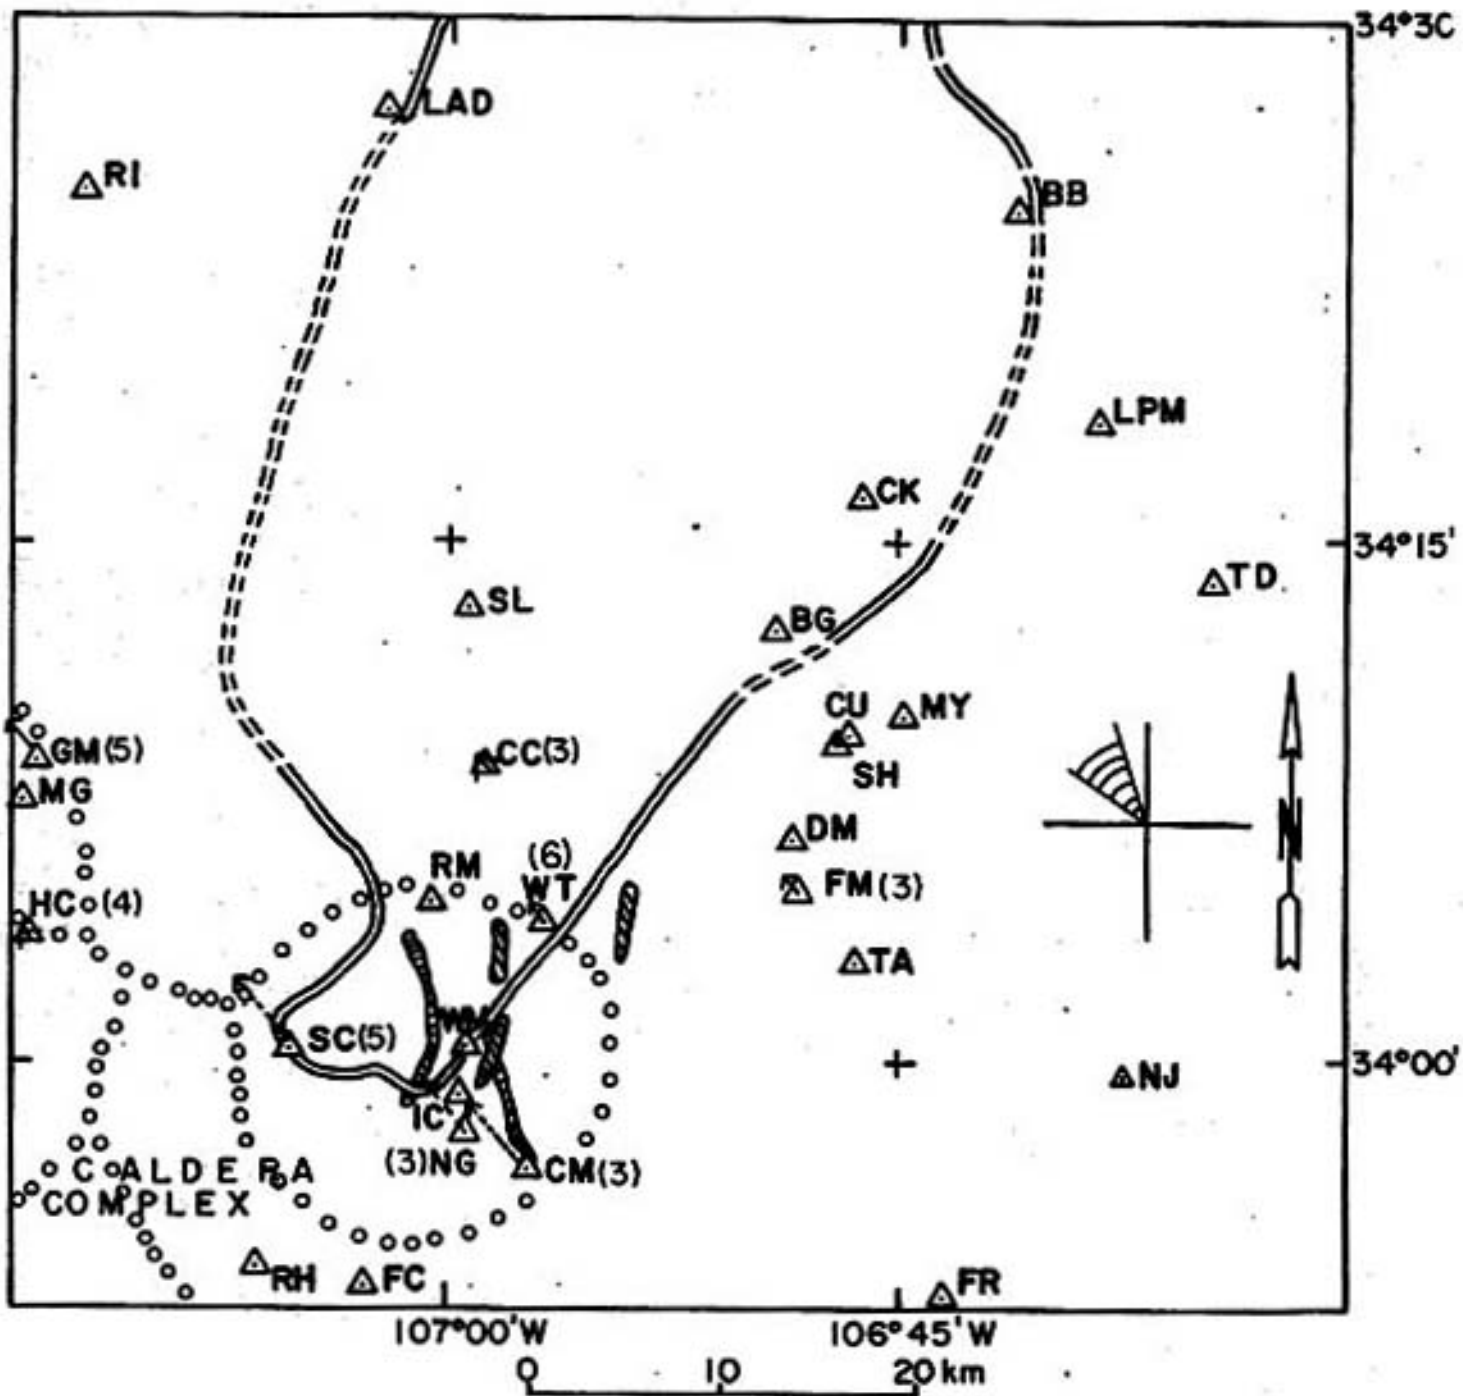 34°3C
LAD
RI
BB
LPM
CK
34°15'
TD
SL
BG
CU
MY
SH
GM(5)
CC(3)
MG
DM
N
RM
(6)
WT
FM(3)
HC(4)
TA
WM
SC(5)
34°00'
NJ
IC
(3)NG
CM(3)
CALDERA
COMPLEX
RH
FC
FR
107°00'W
106°45'W
0 10 20km